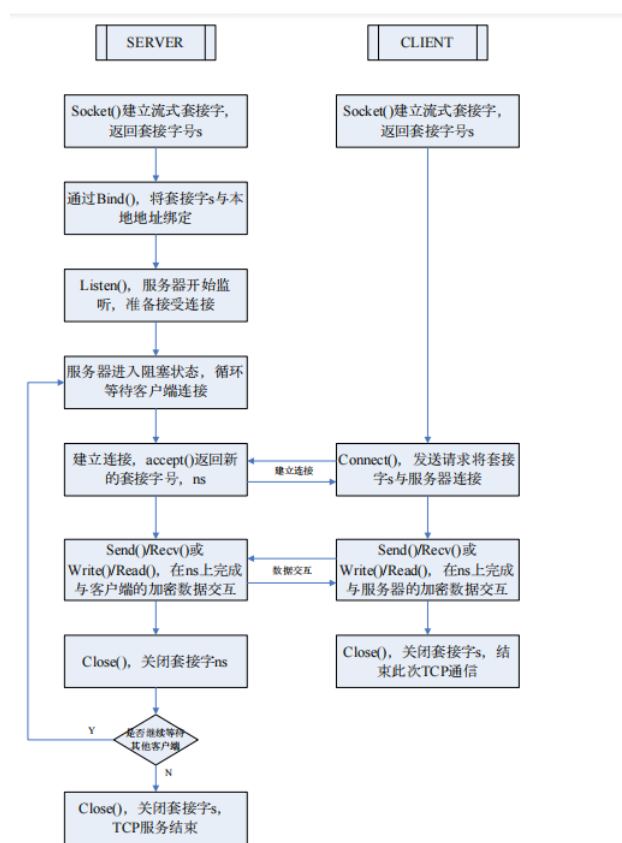 SERVER
CLIENT
Socket()建立流式套接字，
返回套接字号s
Socket()建立流式套接字，
返回套接字号s
通过Bind()，将套接字s与本
地地址绑定
Listen()，服务器开始监
听，准备接受连接
服务器进入阻塞状态，循环
等待客户端连接
建立连接，accept()返回新
的套接字号，ns
建立连接
Connect()，发送请求将套接
字s与服务器连接
Send()/Recv()或
Write()/Read()，在ns上完成
与客户端的加密数据交互
数据交互
Send()/Recv()或
Write()/Read()，在ns上完成
与服务器的加密数据交互
Close()，关闭套接字ns
Close()，关闭套接字s，结
束此次TCP通信
Y
是否继续等待
其他客户端
N
Close()，关闭套接字s，
TCP服务结束